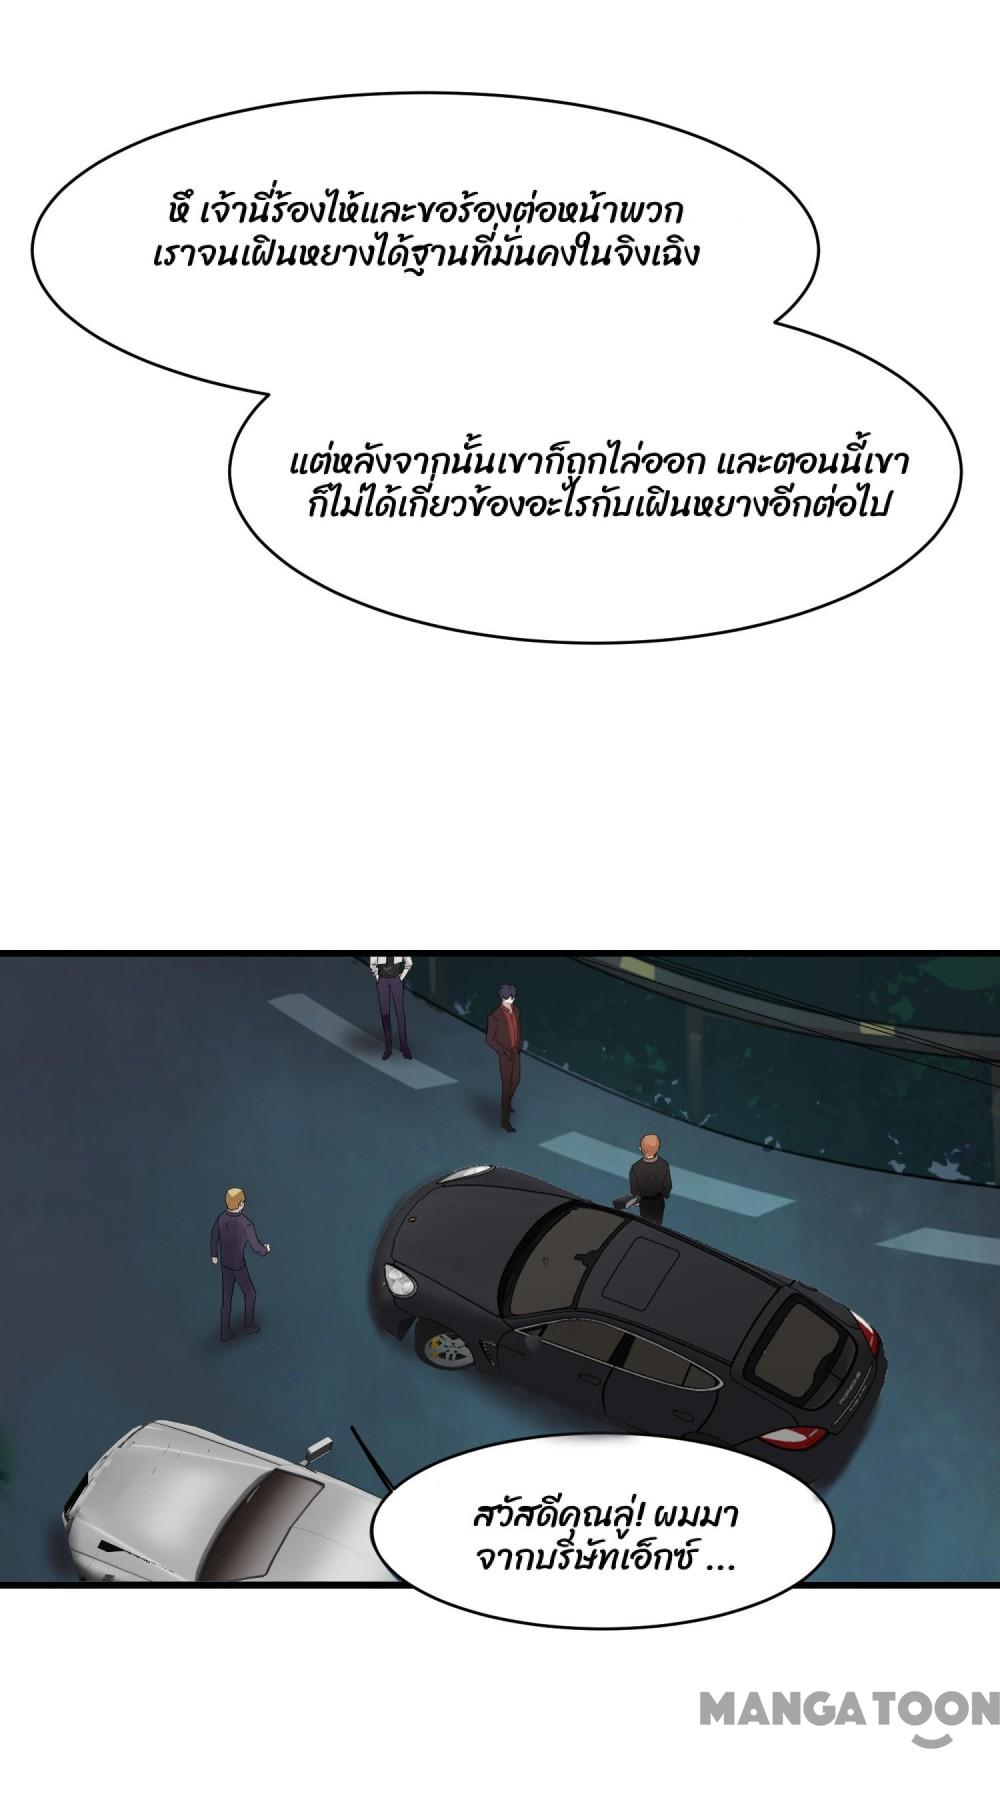 หึ เจ้านี่ร้องไห้และขอร้องต่อหน้าพวก
เราจนเฝินหยางได้ฐานที่มั่นคงในจิงเฉิง
แต่หลังจากนั้นเขาก็ถูกไล่ออก และตอนนี้เขา
ก็ไม่ได้เกี่ยวข้องอะไรกับเฝินหยางอีกต่อไป
สวัสดีคุณลู่! ผมมา
จากบริษัทเอ็กซ์ ...
MANGATOON